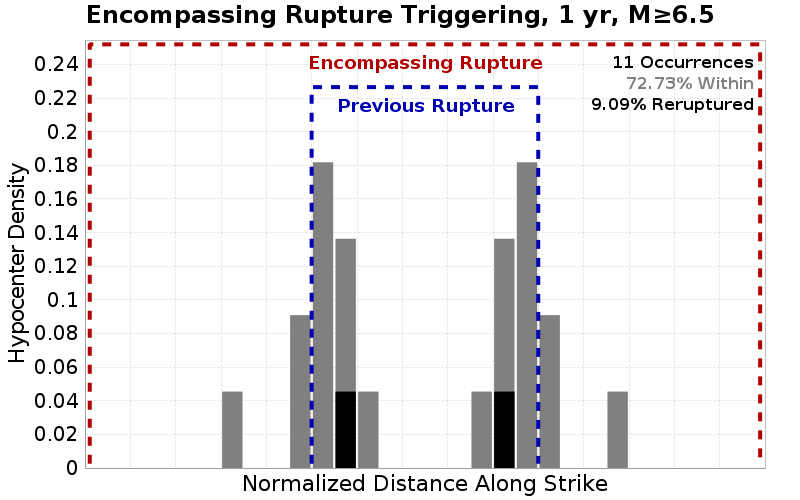 Encompassing Rupture Triggering, 1 yr, M≥6.5
Encompassing Rupture
11 Occurrences
72.73% Within
Previous Rupture
9.09% Reruptured
Hypocenter Density
0.24
0.22
0.2
0.18
0.16
0.14
0.12
0.1
0.08
0.06
0.04
0.02
0
Normalized Distance Along Strike